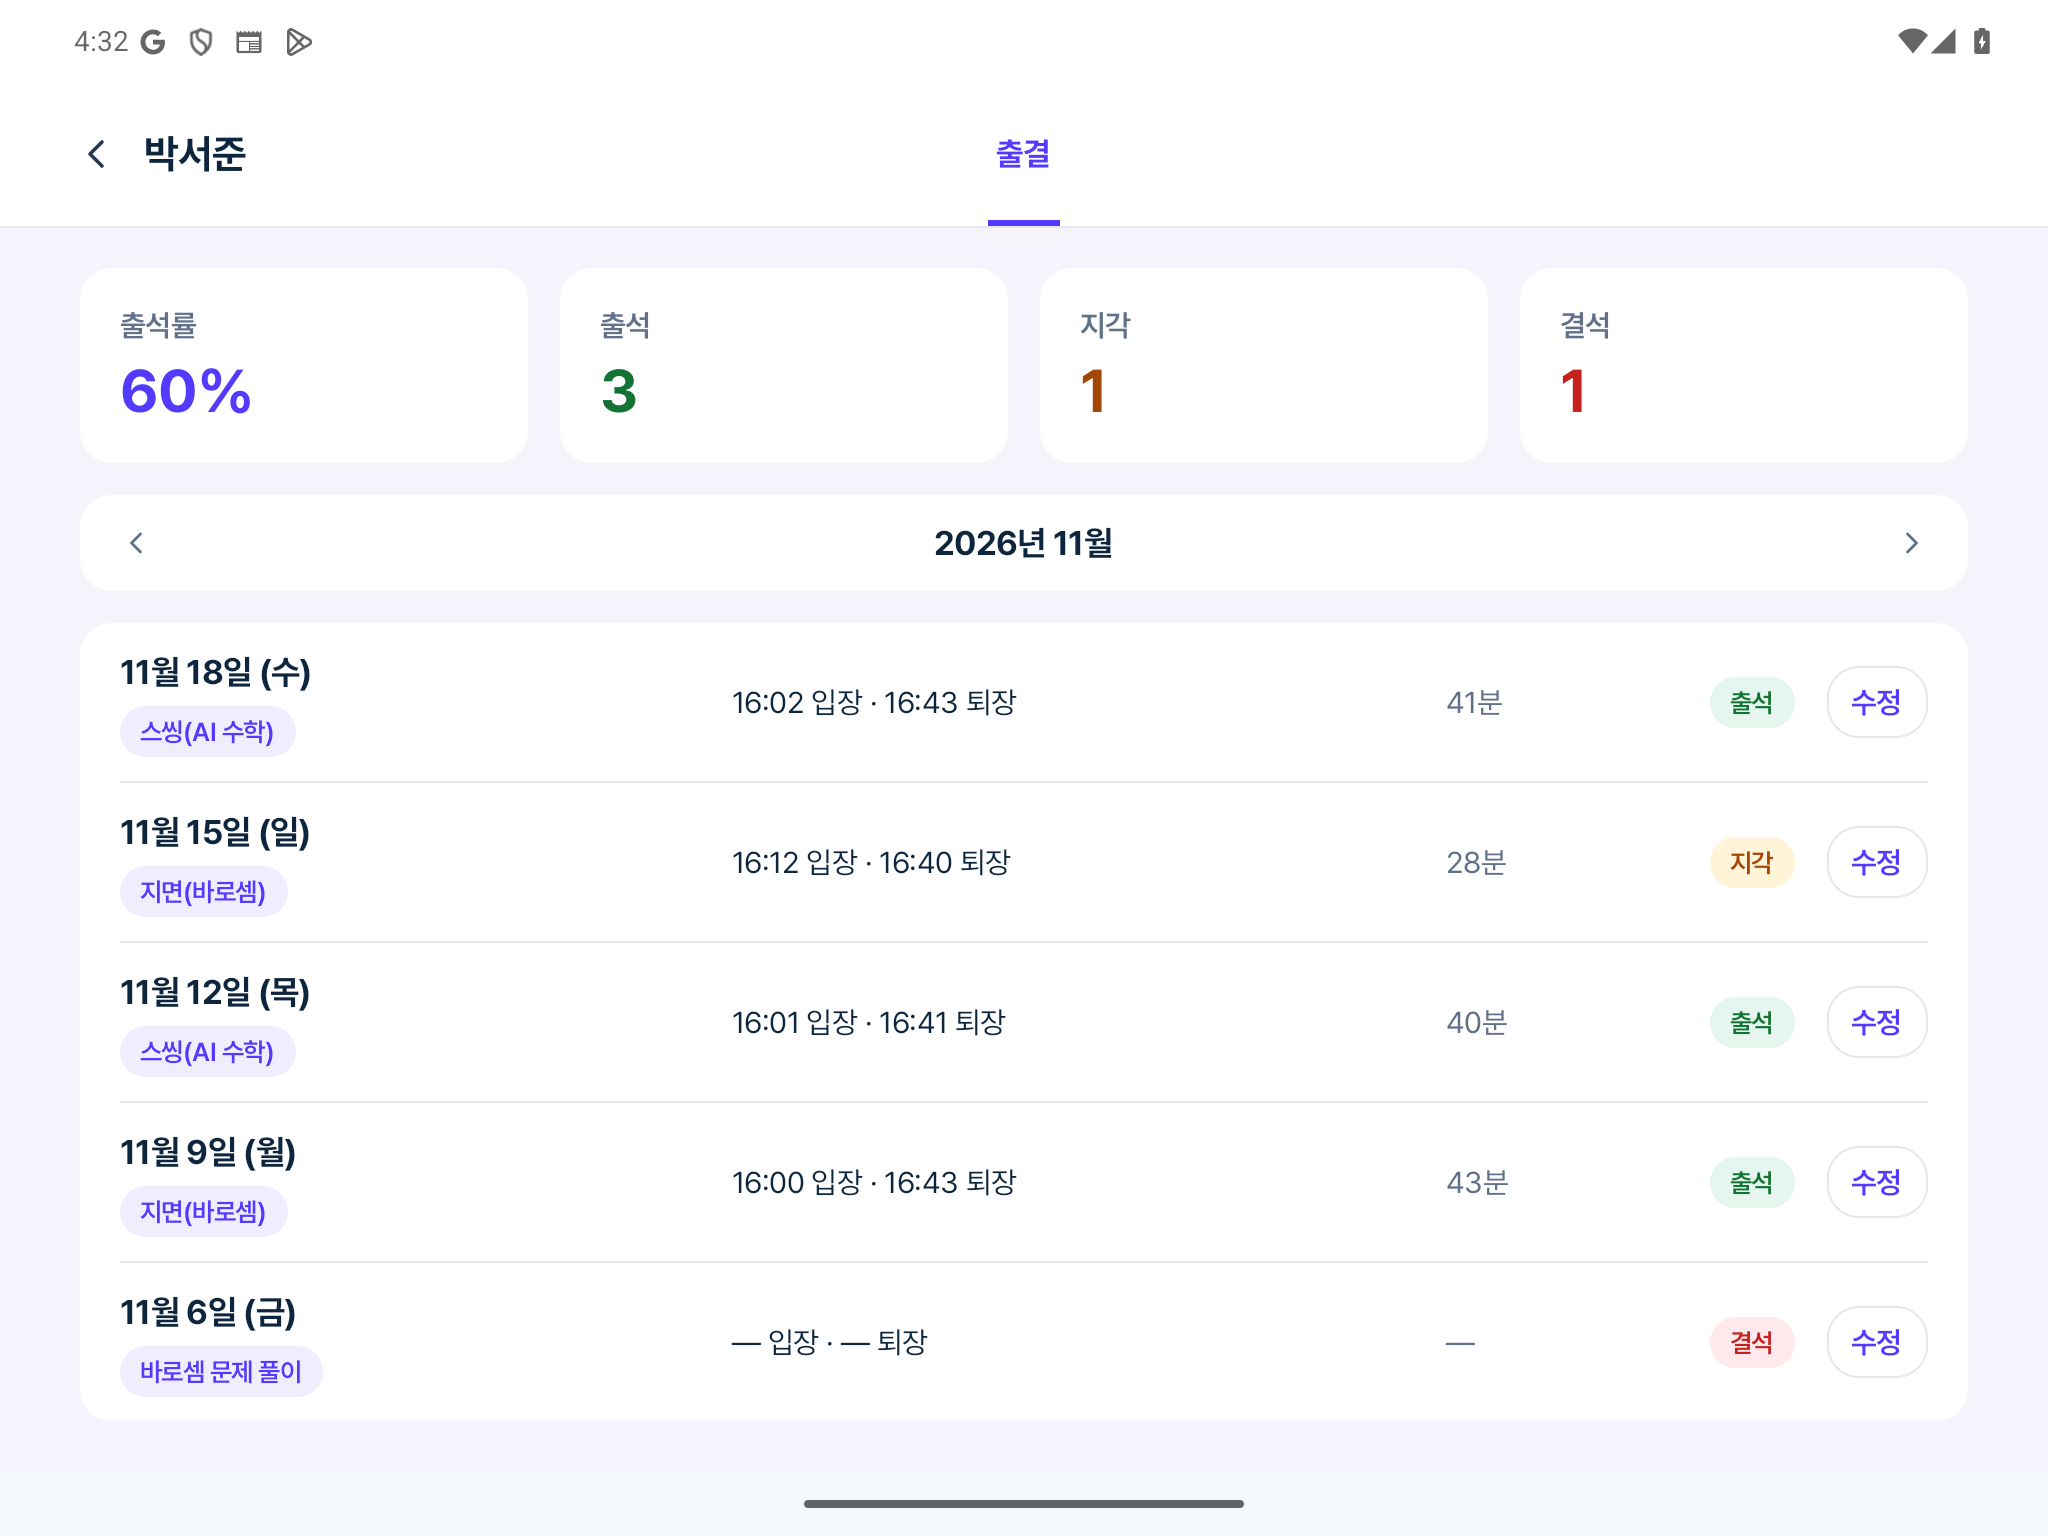 4:32
박서준
출결
출석률
60%
출석
3
지각
1
결석
1
2026년 11월
11월 18일 (수)
스씽(AI 수학)
16:02 입장 · 16:43 퇴장
41분
출석
수정
11월 15일 (일)
지면(바로셈)
16:12 입장 · 16:40 퇴장
28분
지각
수정
11월 12일 (목)
스씽(AI 수학)
16:01 입장 · 16:41 퇴장
40분
출석
수정
11월 9일 (월)
지면(바로셈)
16:00 입장 · 16:43 퇴장
43분
출석
수정
11월 6일 (금)
바로셈 문제 풀이
— 입장 · — 퇴장
—
결석
수정